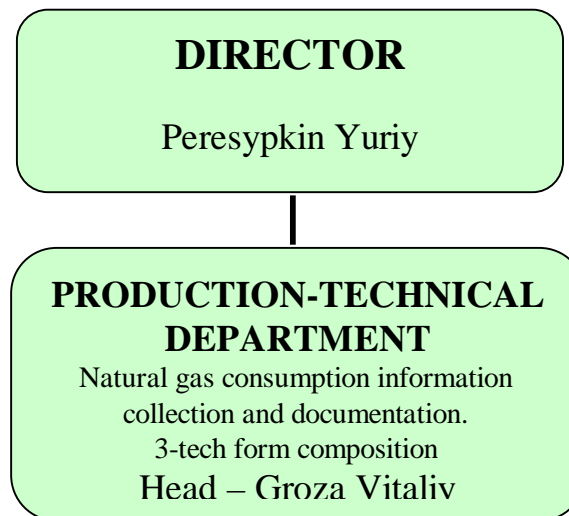 DIRECTOR
Peresypkin Yuriy
PRODUCTION-TECHNICAL
DEPARTMENT
Natural gas consumption information
collection and documentation.
3-tech form composition
Head – Groza Vitaliy